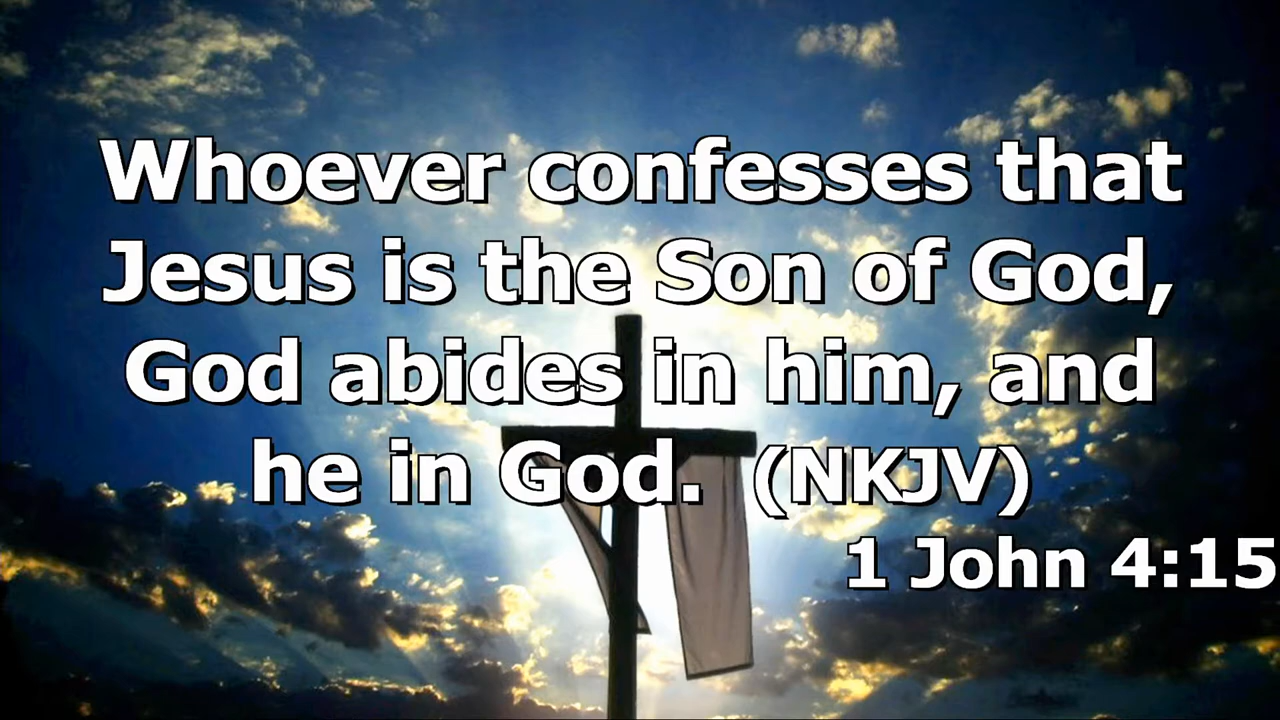 Whoever confesses that
Jesus is the Son of God,
God abides in him, and
he in God. (NKJV)
1 John 4:15